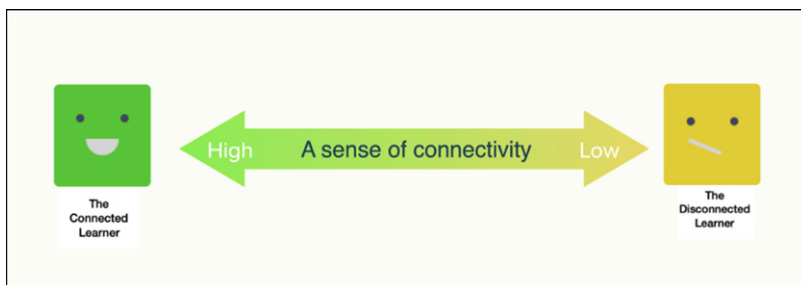 High A sense of connectivity Low
The
Connected
Learner
The
Disconnected
Learner